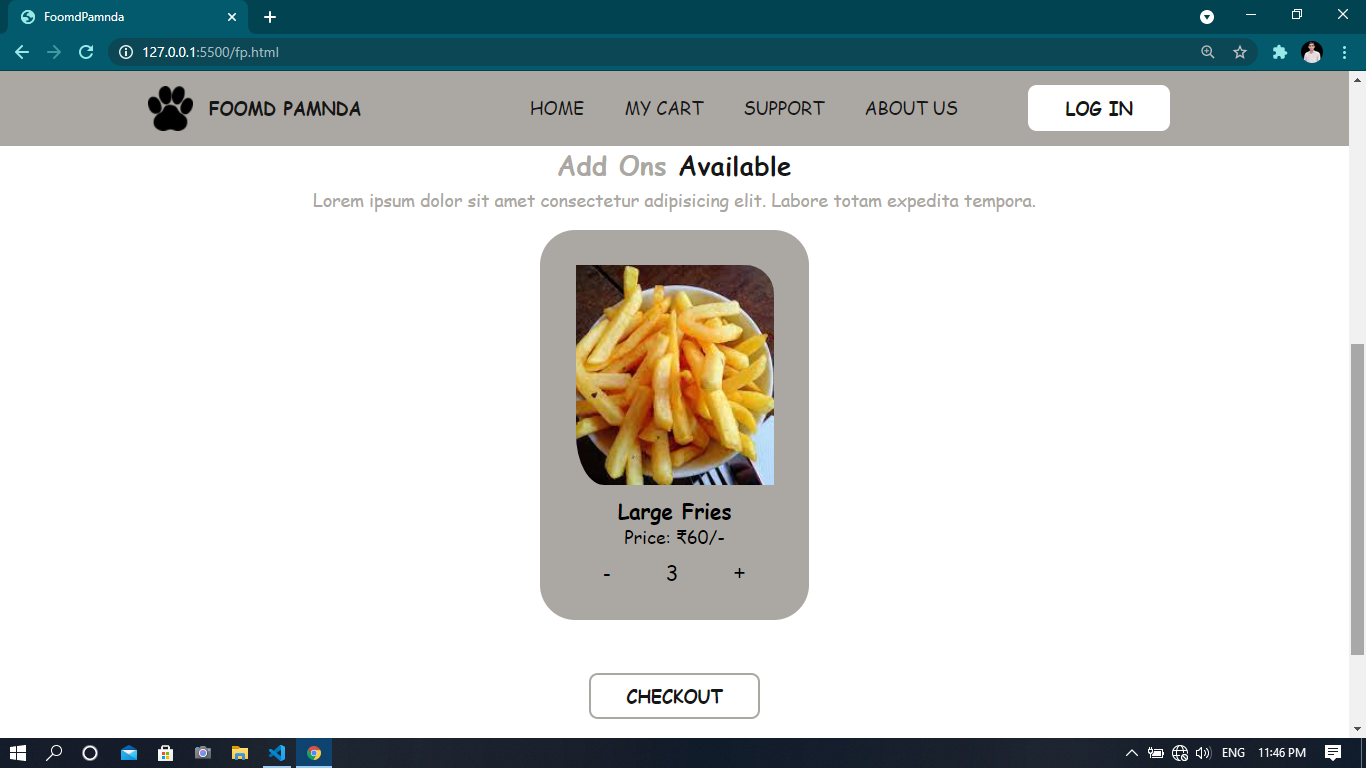 FoomdPamnda
127.0.0.1:5500/fp.html
FOOMD PAMNDA HOME MY CART SUPPORT ABOUT US LOG IN
Add Ons Available
Lorem ipsum dolor sit amet consectetur adipisicing elit. Labore totam expedita tempora.
Large Fries
Price: ₹60/-
- 3 +
CHECKOUT
ENG 11:46 PM